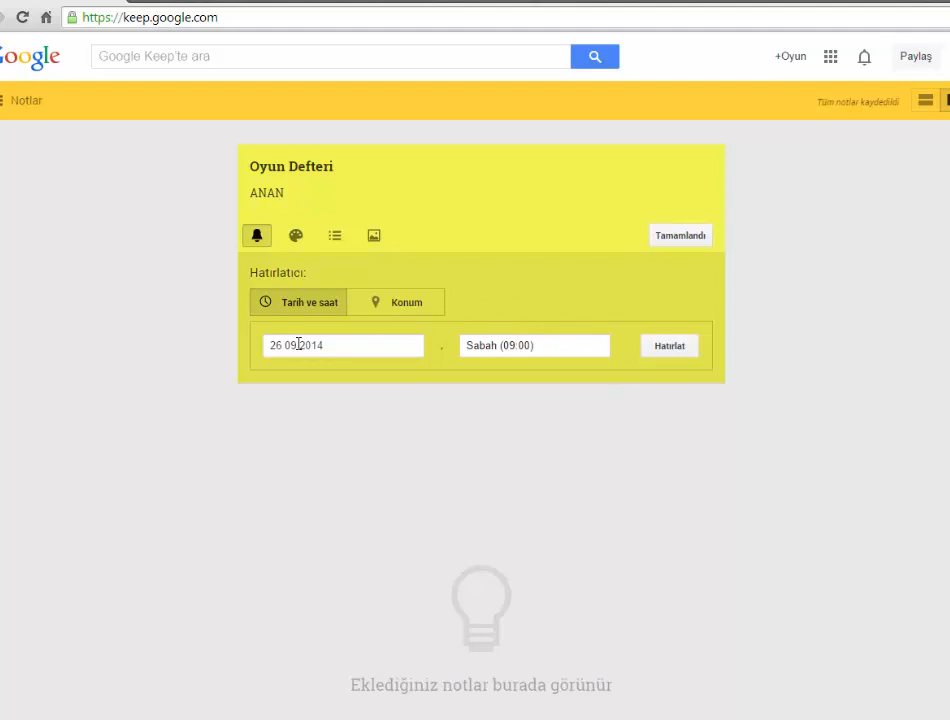 https://keep.google.com
Google
Google Keep'te ara
+Oyun
Paylaş
Notlar
Tüm notlar kaydedildi
Oyun Defteri
ANAN
Tamamlandı
Hatırlatıcı:
Tarih ve saat
Konum
26 09 2014
Sabah (09:00)
Hatırlat
Eklediğiniz notlar burada görünür